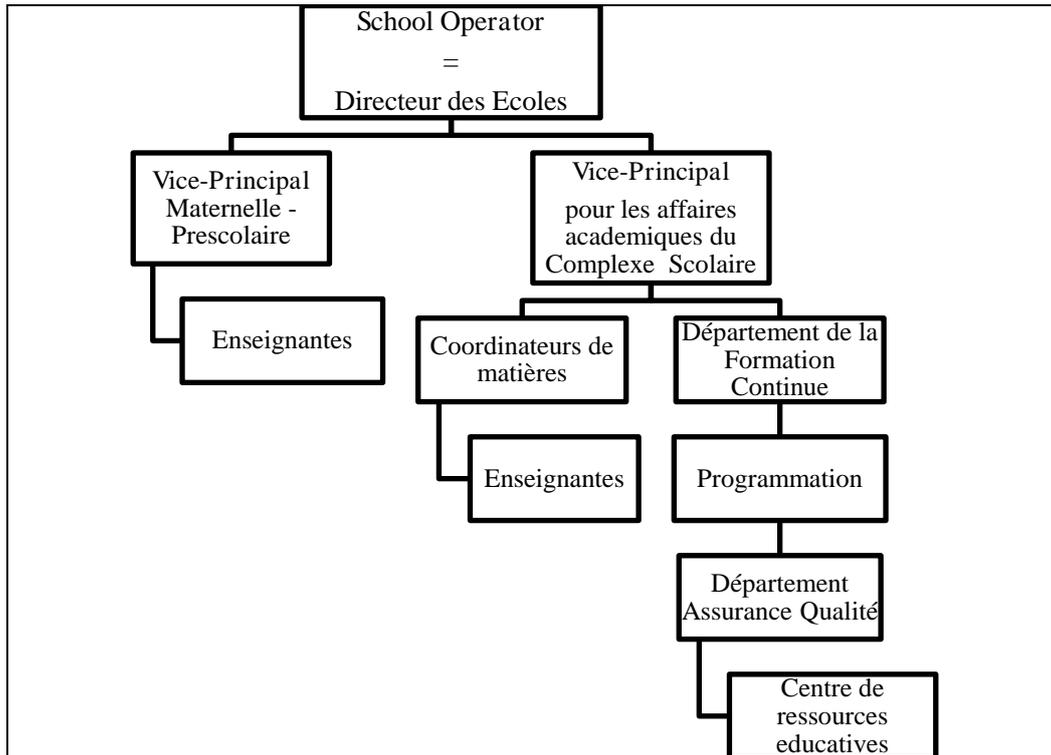 School Operator
=
Directeur des Ecoles
Vice-Principal
Maternelle -
Prescolaire
Vice-Principal
pour les affaires
academiques du
Complexe Scolaire
Enseignantes
Coordinateurs de
matières
Département de la
Formation
Continue
Enseignantes
Programmation
Département
Assurance Qualité
Centre de
ressources
educatives